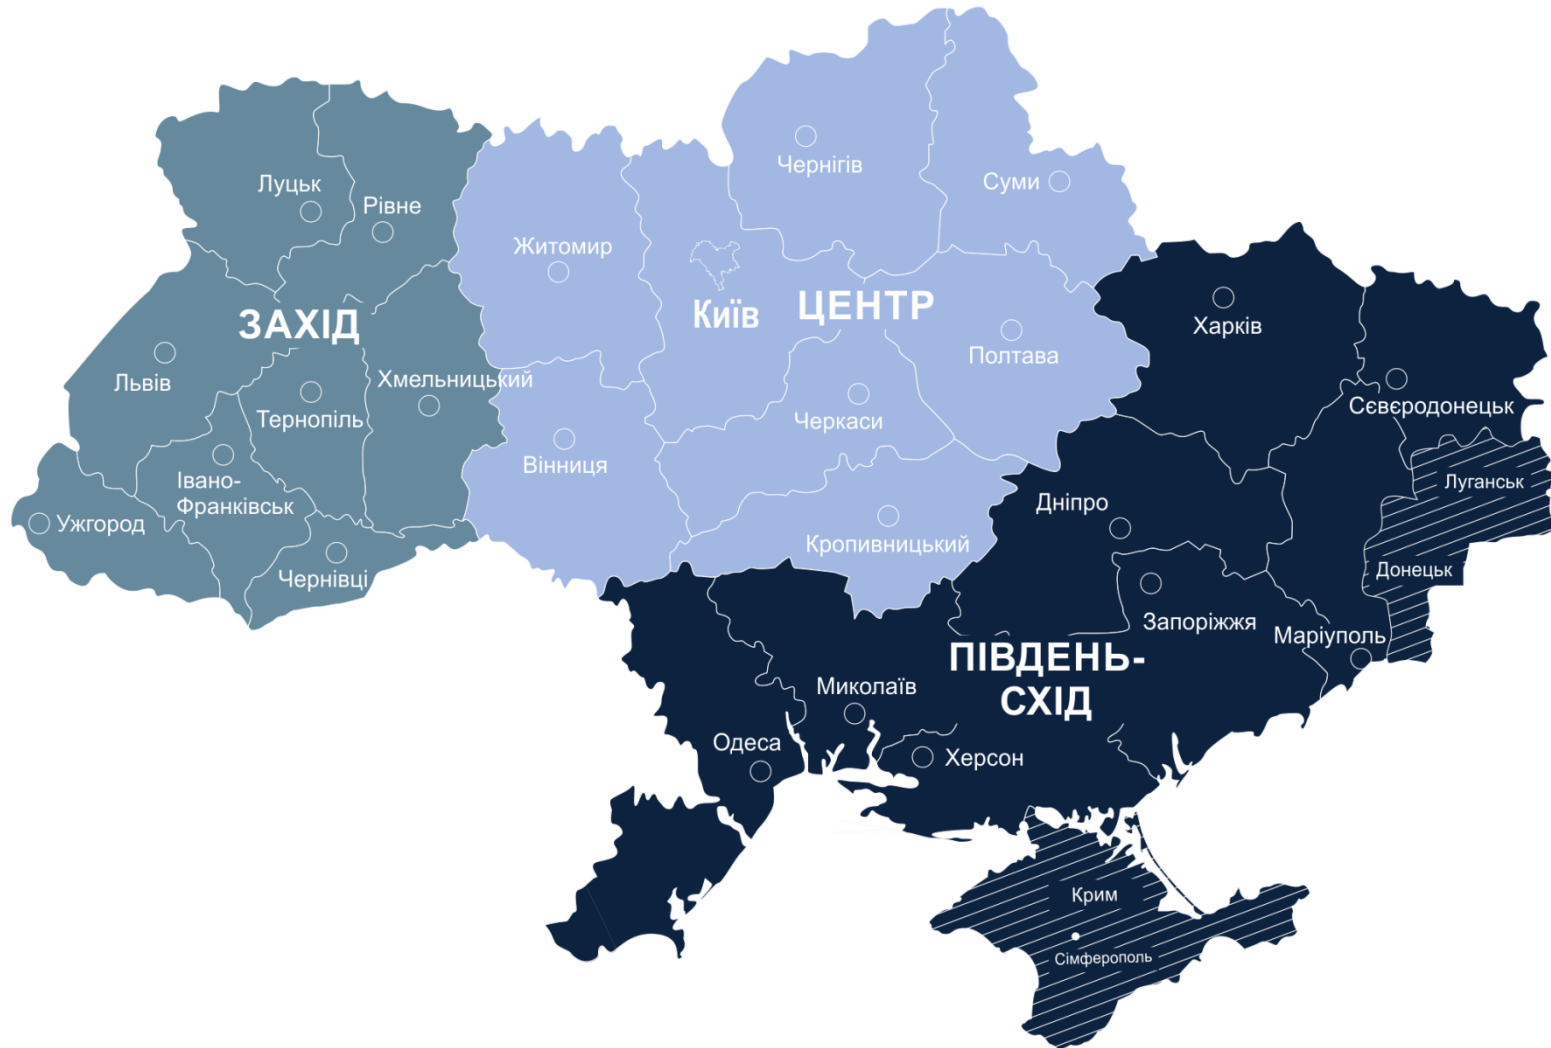 Чернігів
Суми
Луцьк
Рівне
Житомир
ЗАХІД
Київ
ЦЕНТР
Харків
Полтава
Львів
Хмельницький
Тернопіль
Черкаси
Сєвєродонецьк
Вінниця
Івано-
Франківськ
Луганськ
Ужгород
Дніпро
Кропивницький
Чернівці
Донецьк
Запоріжжя
Маріуполь
ПІВДЕНЬ-
СХІД
Миколаїв
Одеса
Херсон
Крим
Сімферополь